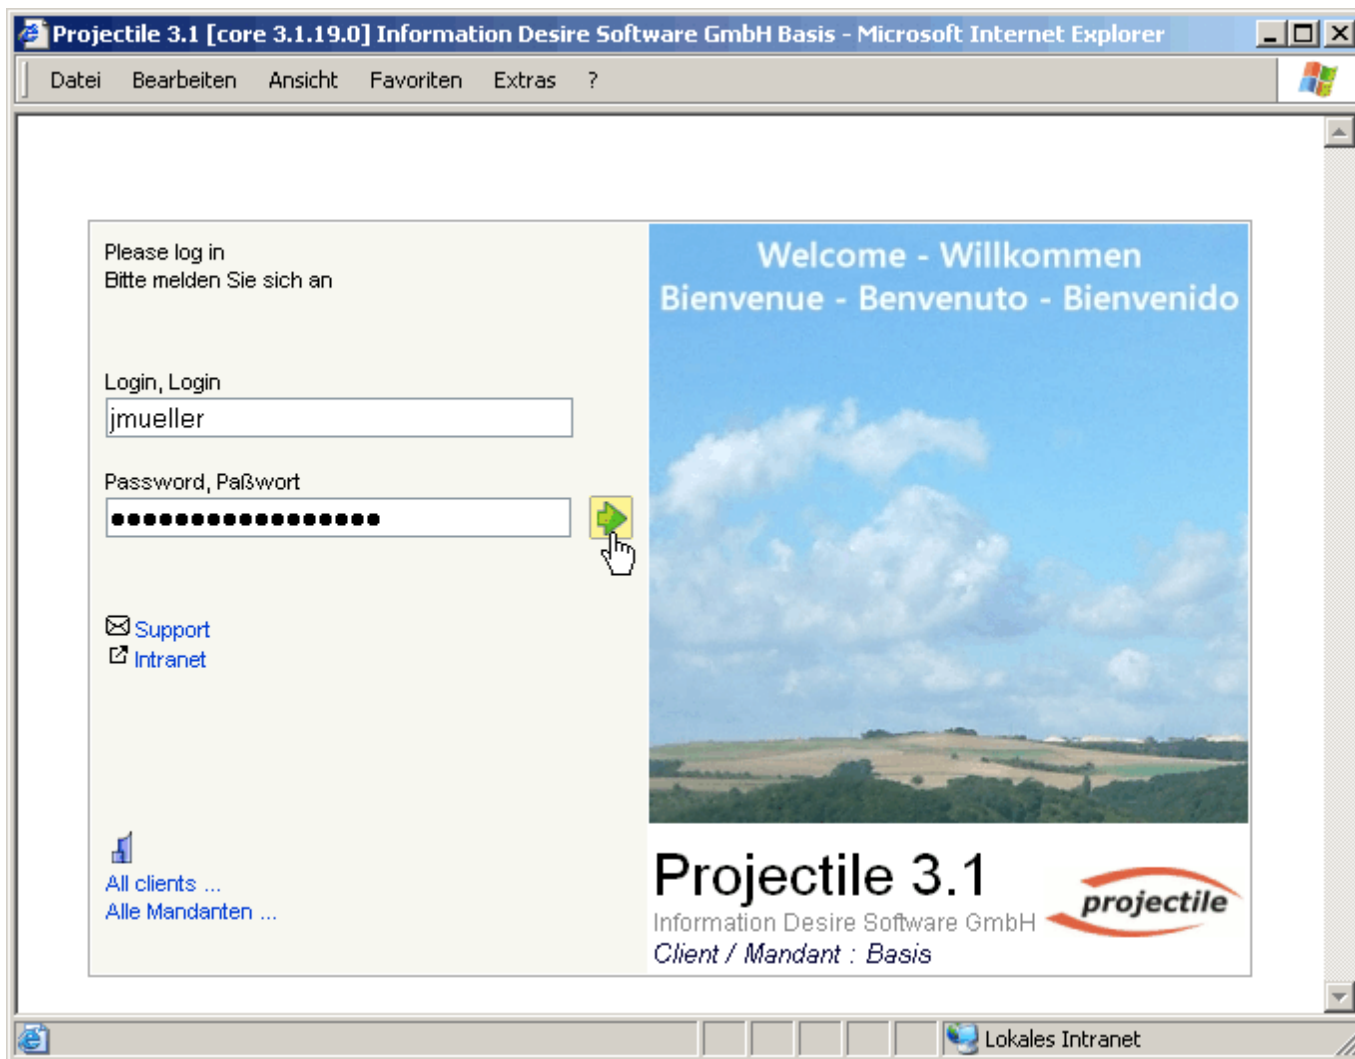 Projectile 3.1 [core 3.1.19.0] Information Desire Software GmbH Basis - Microsoft Internet Explorer
Datei Bearbeiten Ansicht Favoriten Extras ?
Please log in
Bitte melden Sie sich an
Login, Login
jmueller
Password, Paßwort
●●●●●●●●●●●●●●●●●
Support
Intranet
All clients ...
Alle Mandanten ...
Welcome - Willkommen
Bienvenue - Benvenuto - Bienvenido
Projectile 3.1
Information Desire Software GmbH
Client / Mandant : Basis
projectile
Lokales Intranet